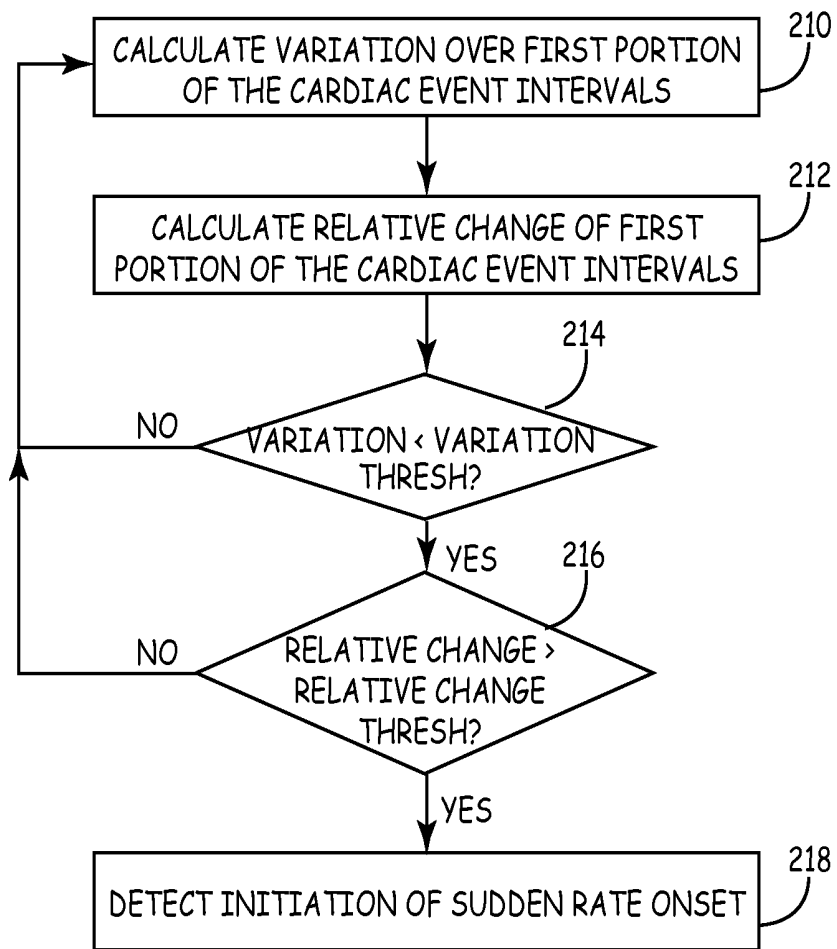 210
CALCULATE VARIATION OVER FIRST PORTION
OF THE CARDIAC EVENT INTERVALS
212
CALCULATE RELATIVE CHANGE OF FIRST
PORTION OF THE CARDIAC EVENT INTERVALS
214
NO
VARIATION < VARIATION
THRESH?
YES
216
NO
RELATIVE CHANGE >
RELATIVE CHANGE
THRESH?
YES
218
DETECT INITIATION OF SUDDEN RATE ONSET